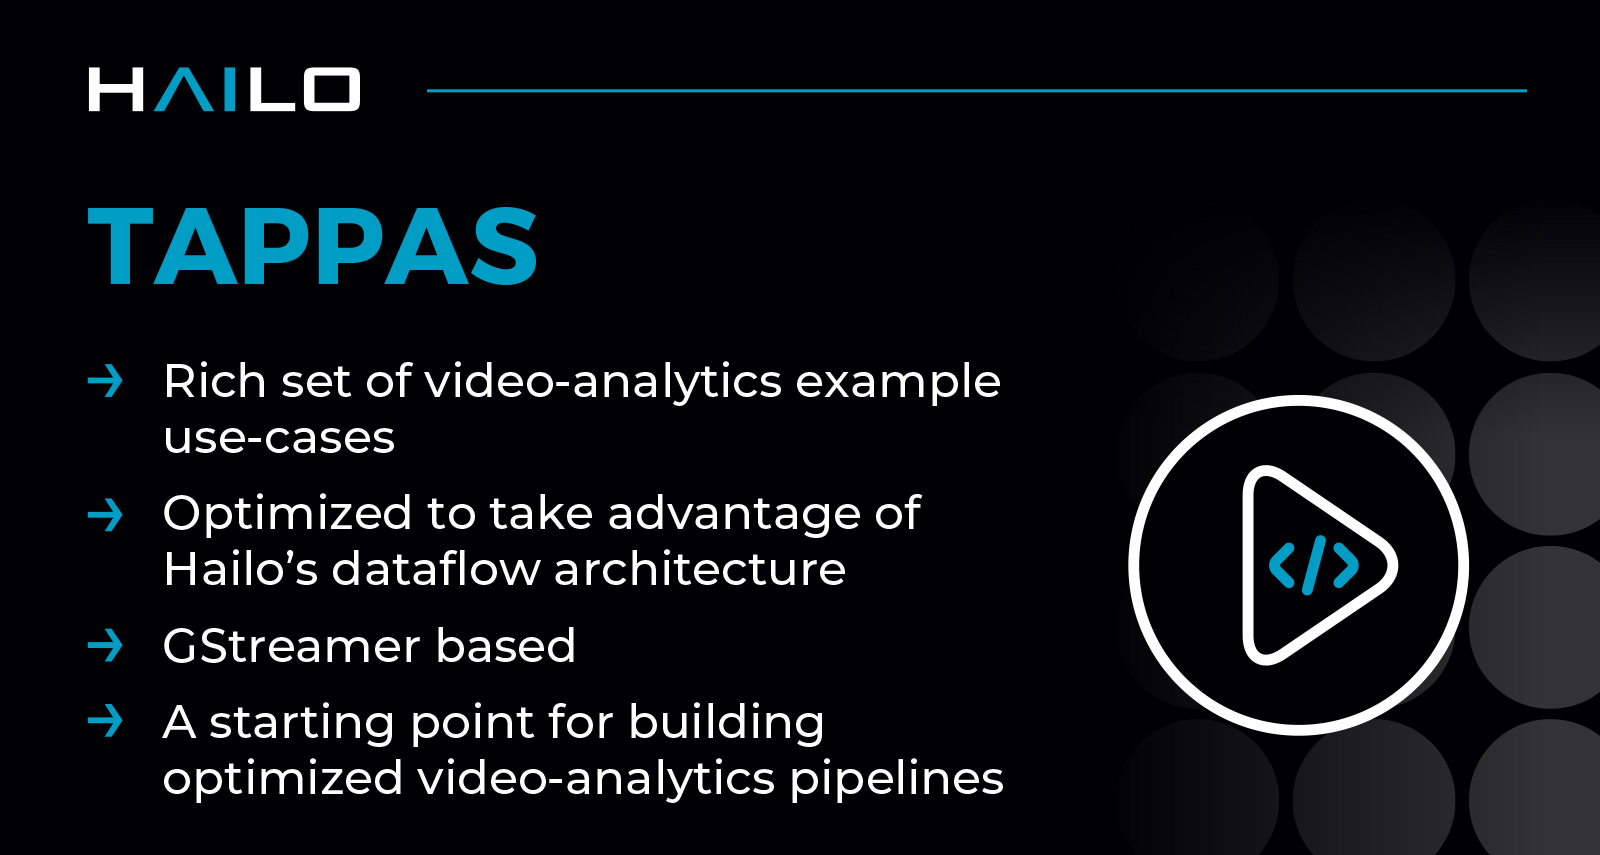 HAILO
TAPPAS
Rich set of video-analytics example
use-cases
Optimized to take advantage of
Hailo’s dataflow architecture
GStreamer based
A starting point for building
optimized video-analytics pipelines
</>